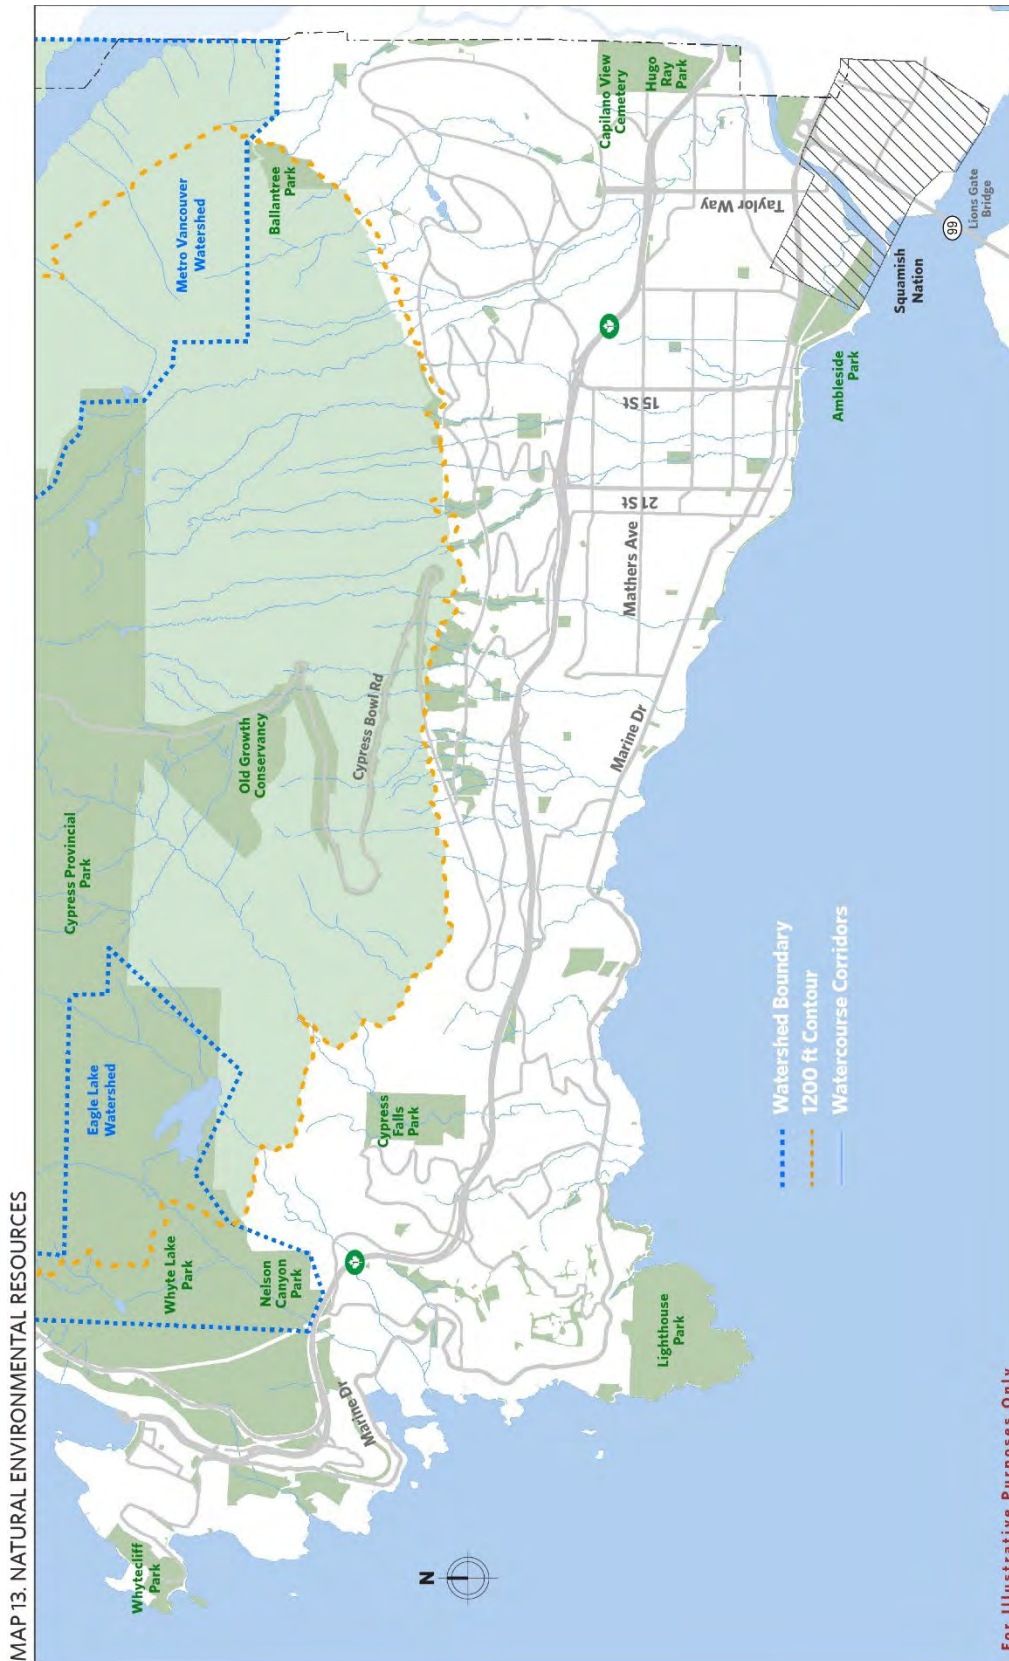 MAP 13. NATURAL ENVIRONMENTAL RESOURCES
Whytecliff
Park
Marine Dr
Whyte Lake
Park
Nelson
Canyon
Park
Eagle Lake
Watershed
Cypress Provincial
Park
Old Growth
Conservancy
Cypress Bowl Rd
Metro Vancouver
Watershed
Ballantree
Park
Cypress
Falls
Park
Lighthouse
Park
Marine Dr
Mathers Ave
21 St
15 St
Taylor Way
Capilano View
Cemetery
Hugo
Ray
Park
Ambleside
Park
Squamish
Nation
99
Lions Gate
Bridge
N
Watershed Boundary
1200 ft Contour
Watercourse Corridors
For Illustrative Purposes Only